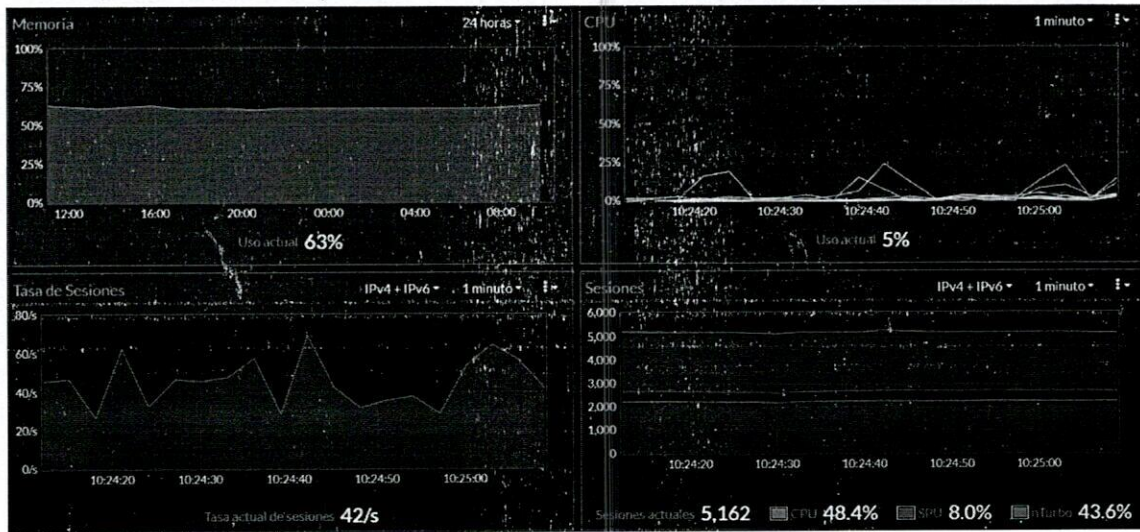 Memoria 24 horas
100%
75%
50%
25%
0%
12:00 16:00 20:00 00:00 04:00 08:00
Uso actual 63%
CPU 1 minuto
100%
75%
50%
25%
0%
10:24:20 10:24:30 10:24:40 10:24:50 10:25:00
Uso actual 5%
Tasa de Sesiones IPv4 + IPv6 1 minuto
80/s
60/s
40/s
20/s
0/s
10:24:20 10:24:30 10:24:40 10:24:50 10:25:00
Tasa actual de sesiones 42/s
Sesiones IPv4 + IPv6 1 minuto
6,000
5,000
4,000
3,000
2,000
1,000
0
10:24:20 10:24:30 10:24:40 10:24:50 10:25:00
Sesiones actuales 5,162 CPU 48.4% SPU 8.0% nTurbo 43.6%